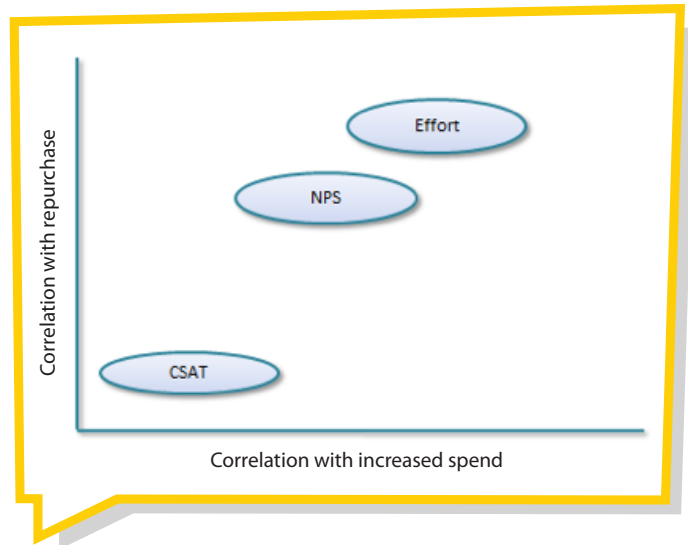 Correlation with repurchase
Effort
NPS
CSAT
Correlation with increased spend